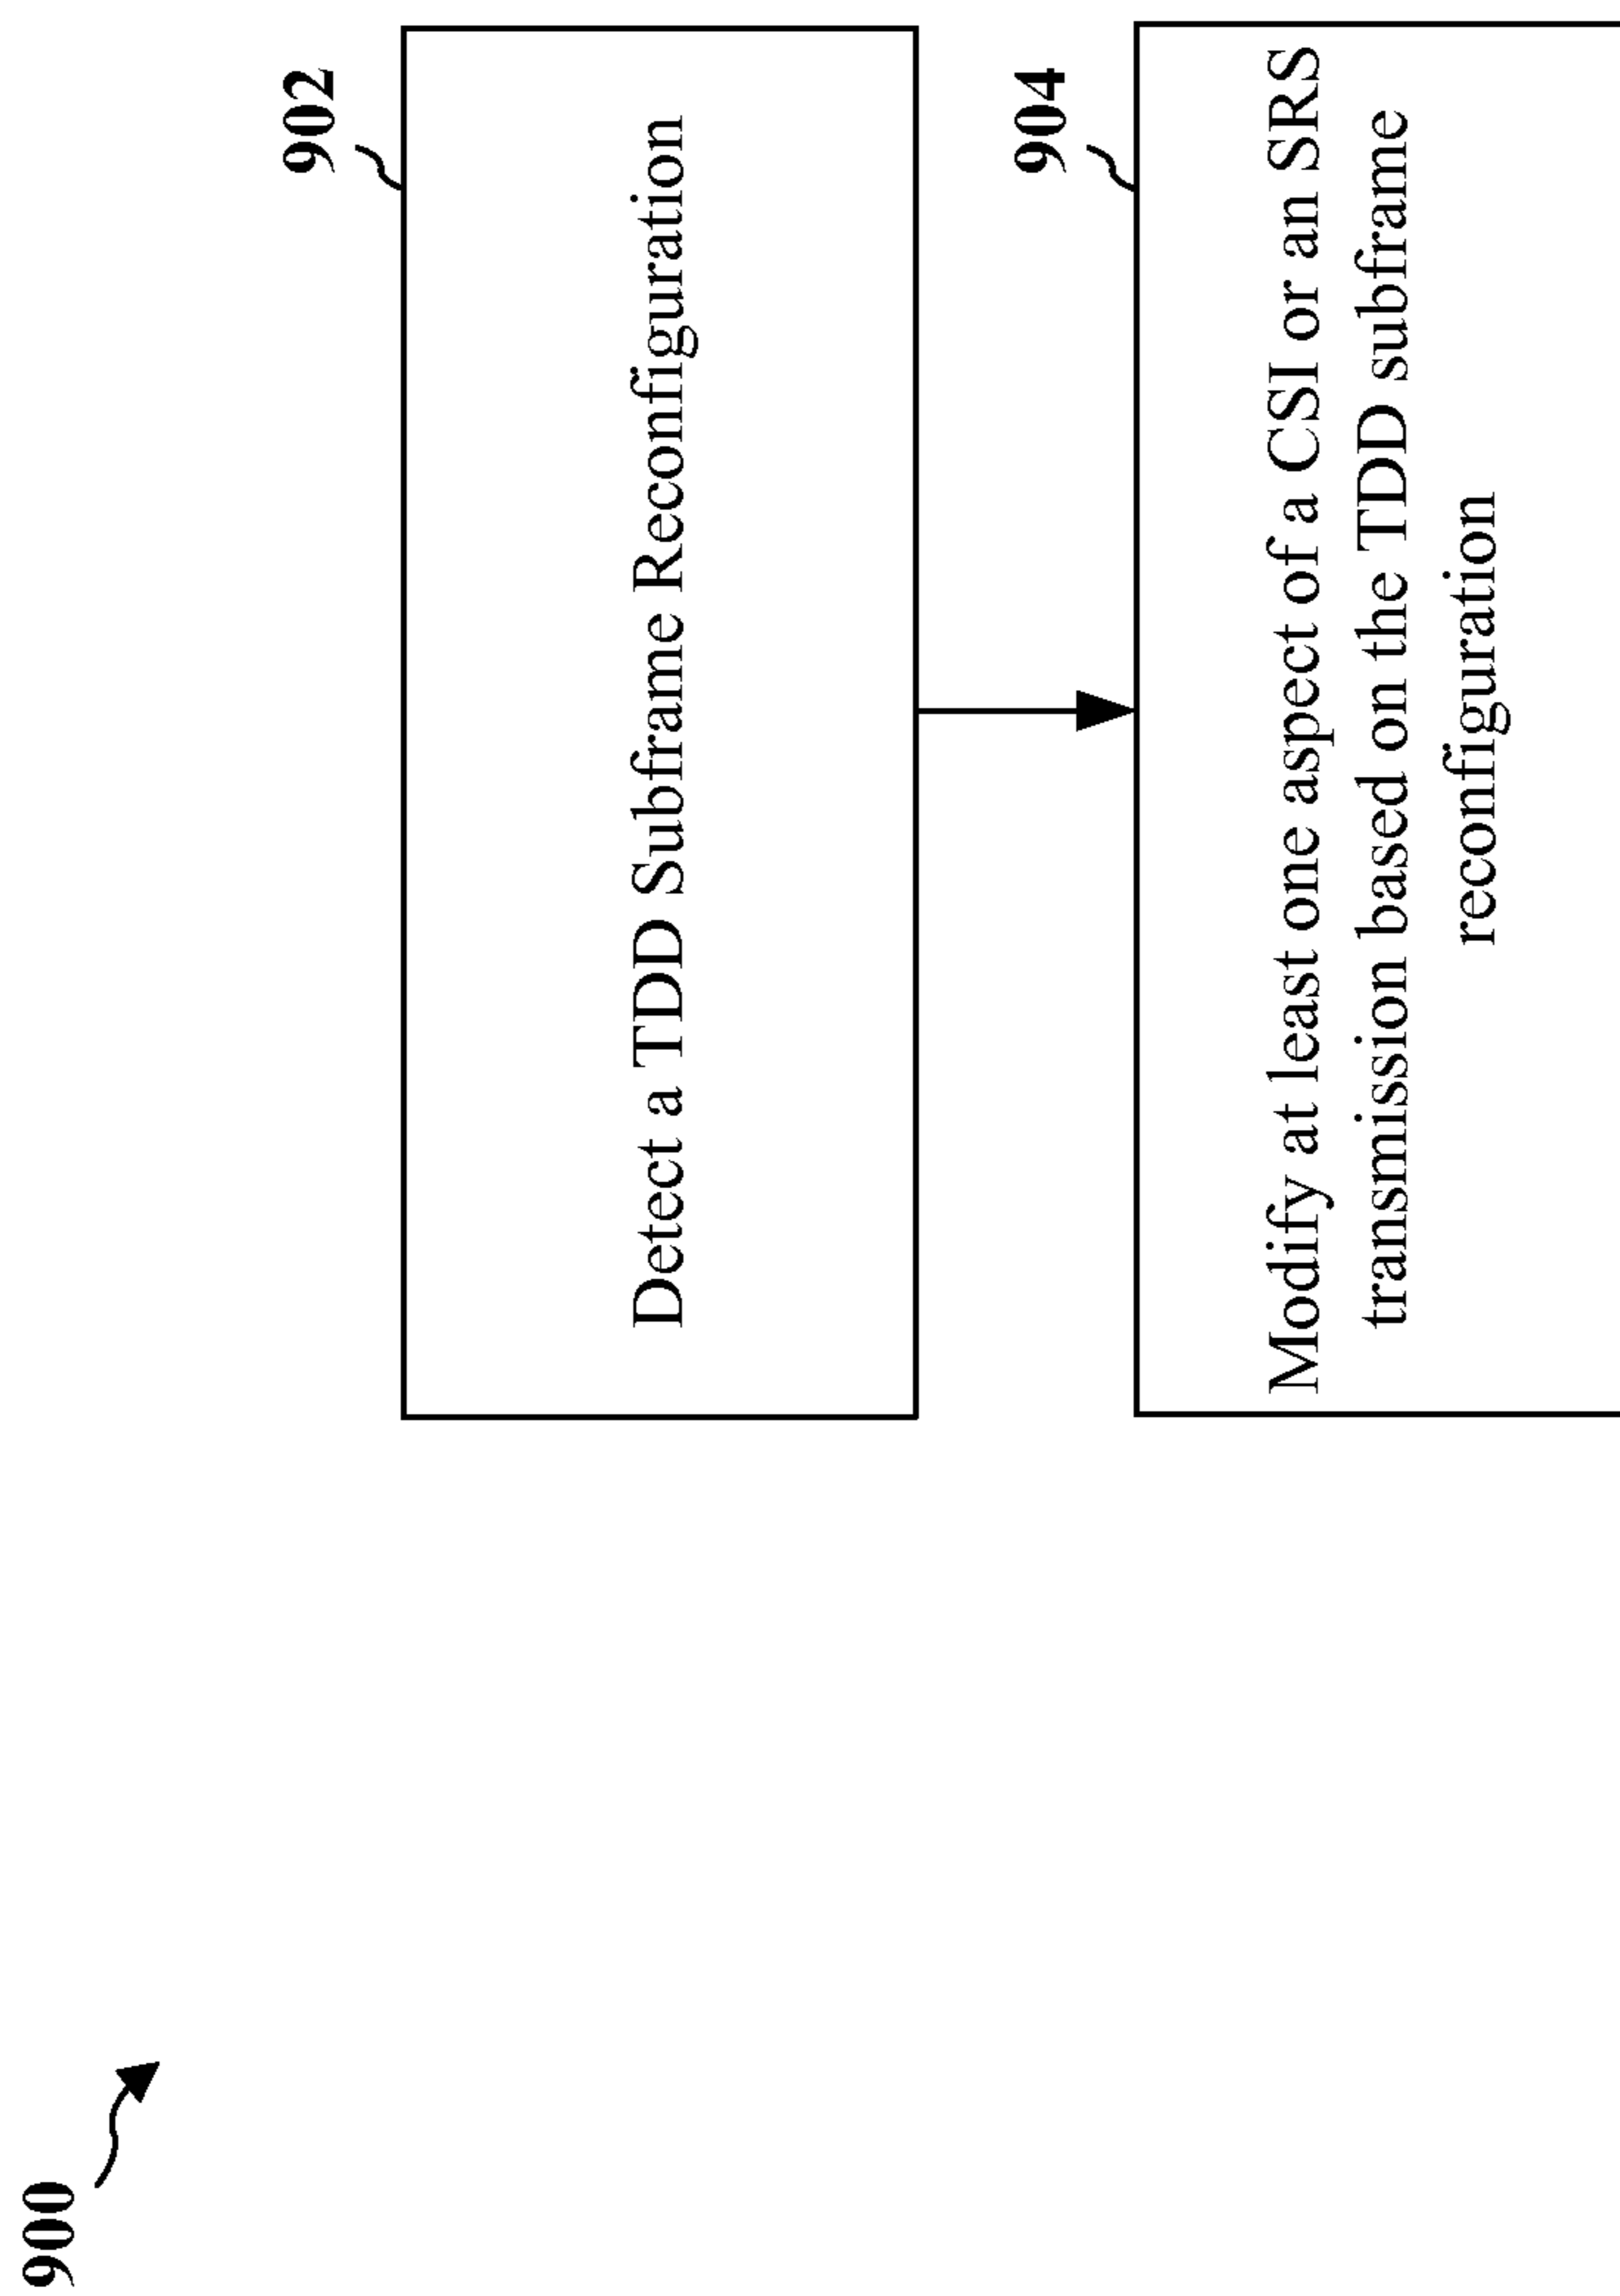 900
902
Detect a TDD Subframe Reconfiguration
904
Modify at least one aspect of a CSI or an SRS
transmission based on the TDD subframe
reconfiguration